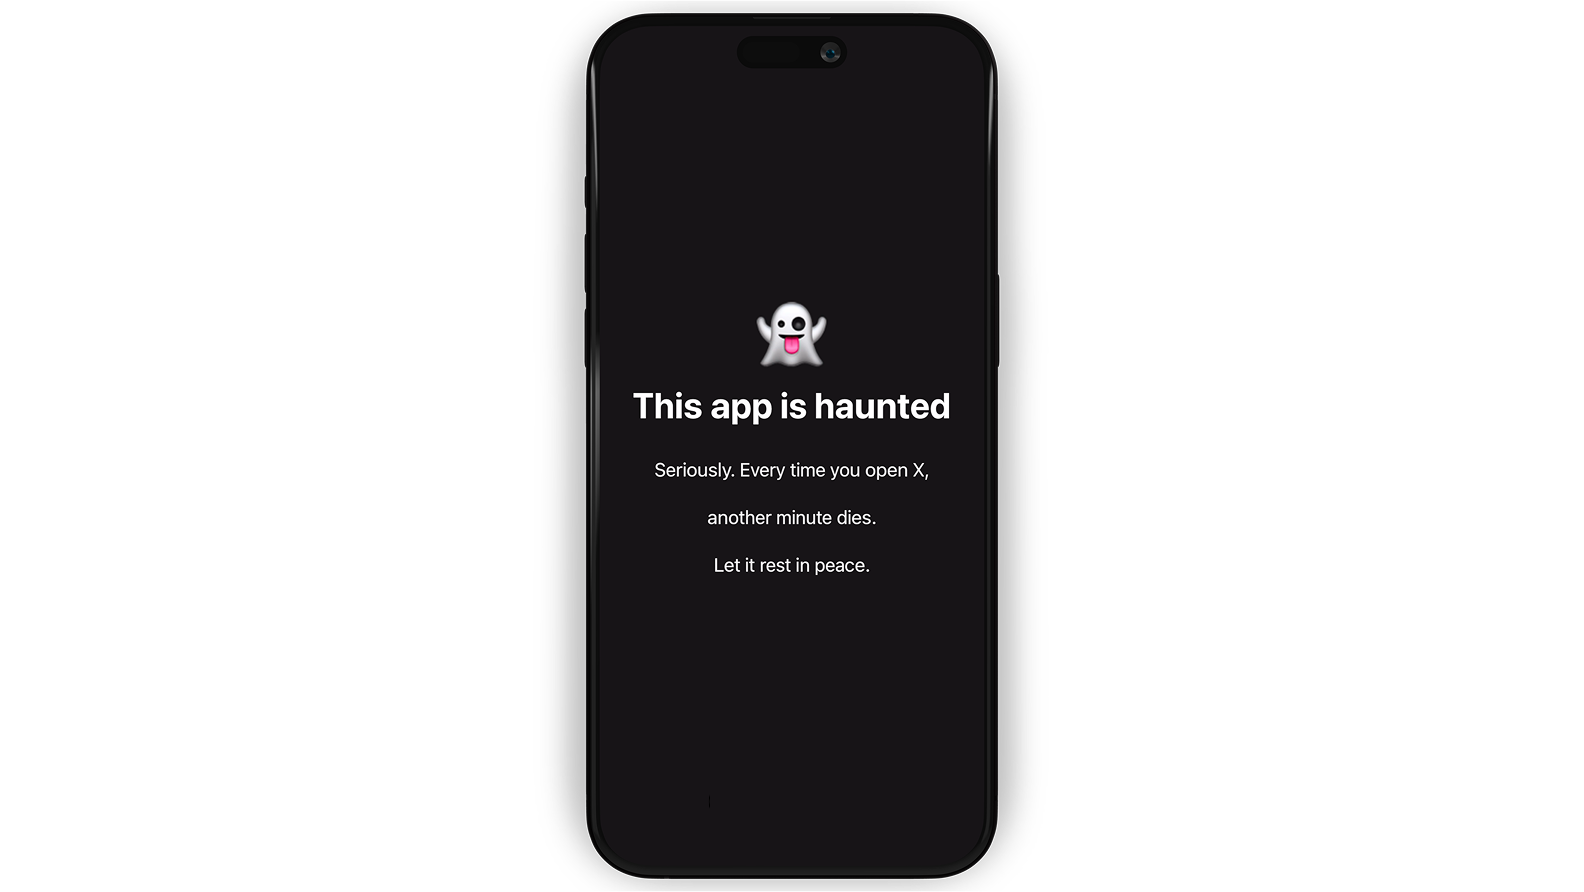 This app is haunted
Seriously. Every time you open X,
another minute dies.
Let it rest in peace.